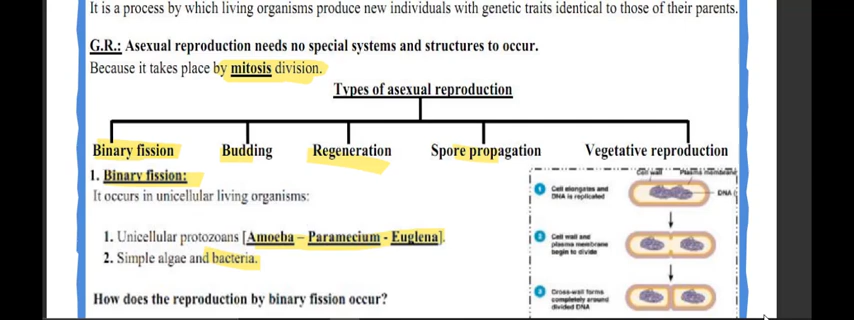 It is a process by which living organisms produce new individuals with genetic traits identical to those of their parents.
G.R.: Asexual reproduction needs no special systems and structures to occur.
Because it takes place by mitosis division.
Types of asexual reproduction
Binary fission Budding Regeneration Spore propagation Vegetative reproduction
1. Binary fission:
It occurs in unicellular living organisms:
1. Unicellular protozoans [Amoeba – Paramecium - Euglena].
2. Simple algae and bacteria.
How does the reproduction by binary fission occur?
Cell wall Plasma membrane
1 Cell elongates and
DNA is replicated
DNA
2 Cell wall and
plasma membrane
begin to divide
3 Cross-wall forms
completely around
divided DNA